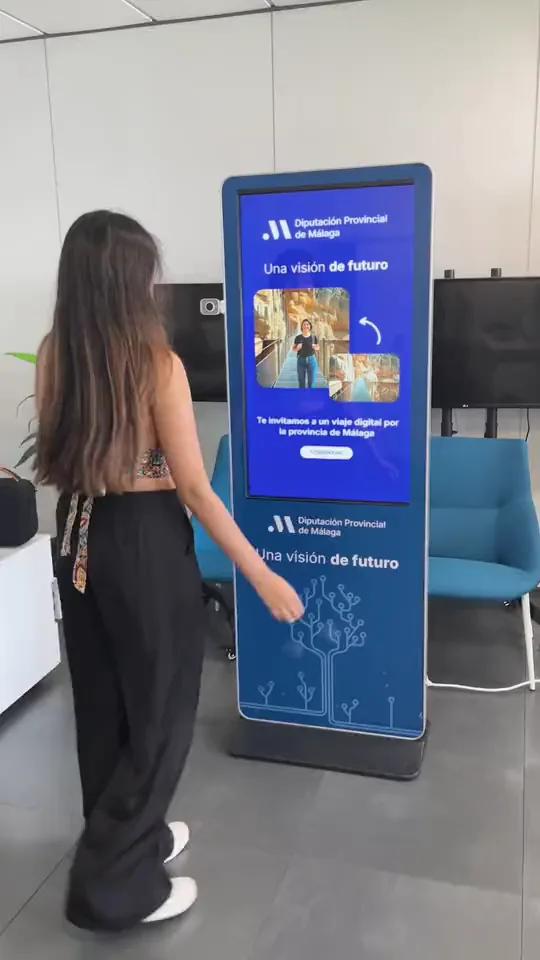 Diputación Provincial
de Málaga
Una visión de futuro
Te invitamos a un viaje digital por
la provincia de Málaga
Diputación Provincial
de Málaga
Una visión de futuro